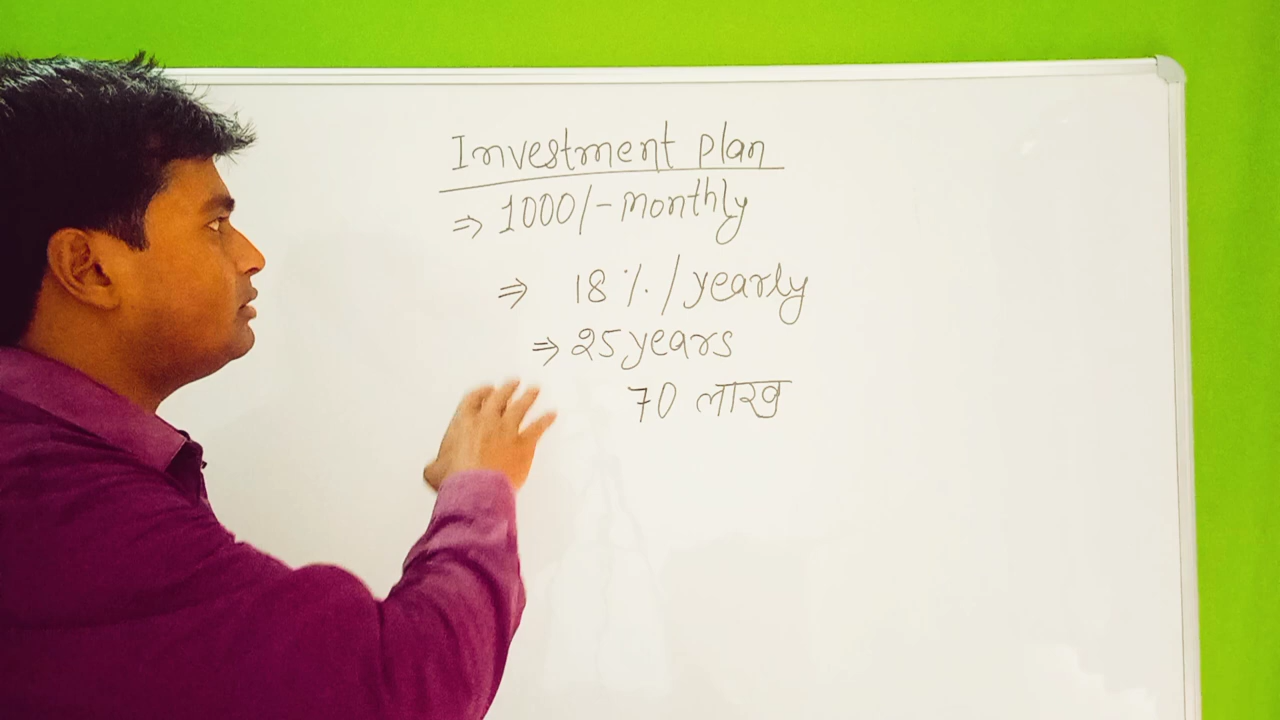 Investment plan
⇒ 1000/- monthly
⇒ 18 % / yearly
⇒ 25 years
70 लाख